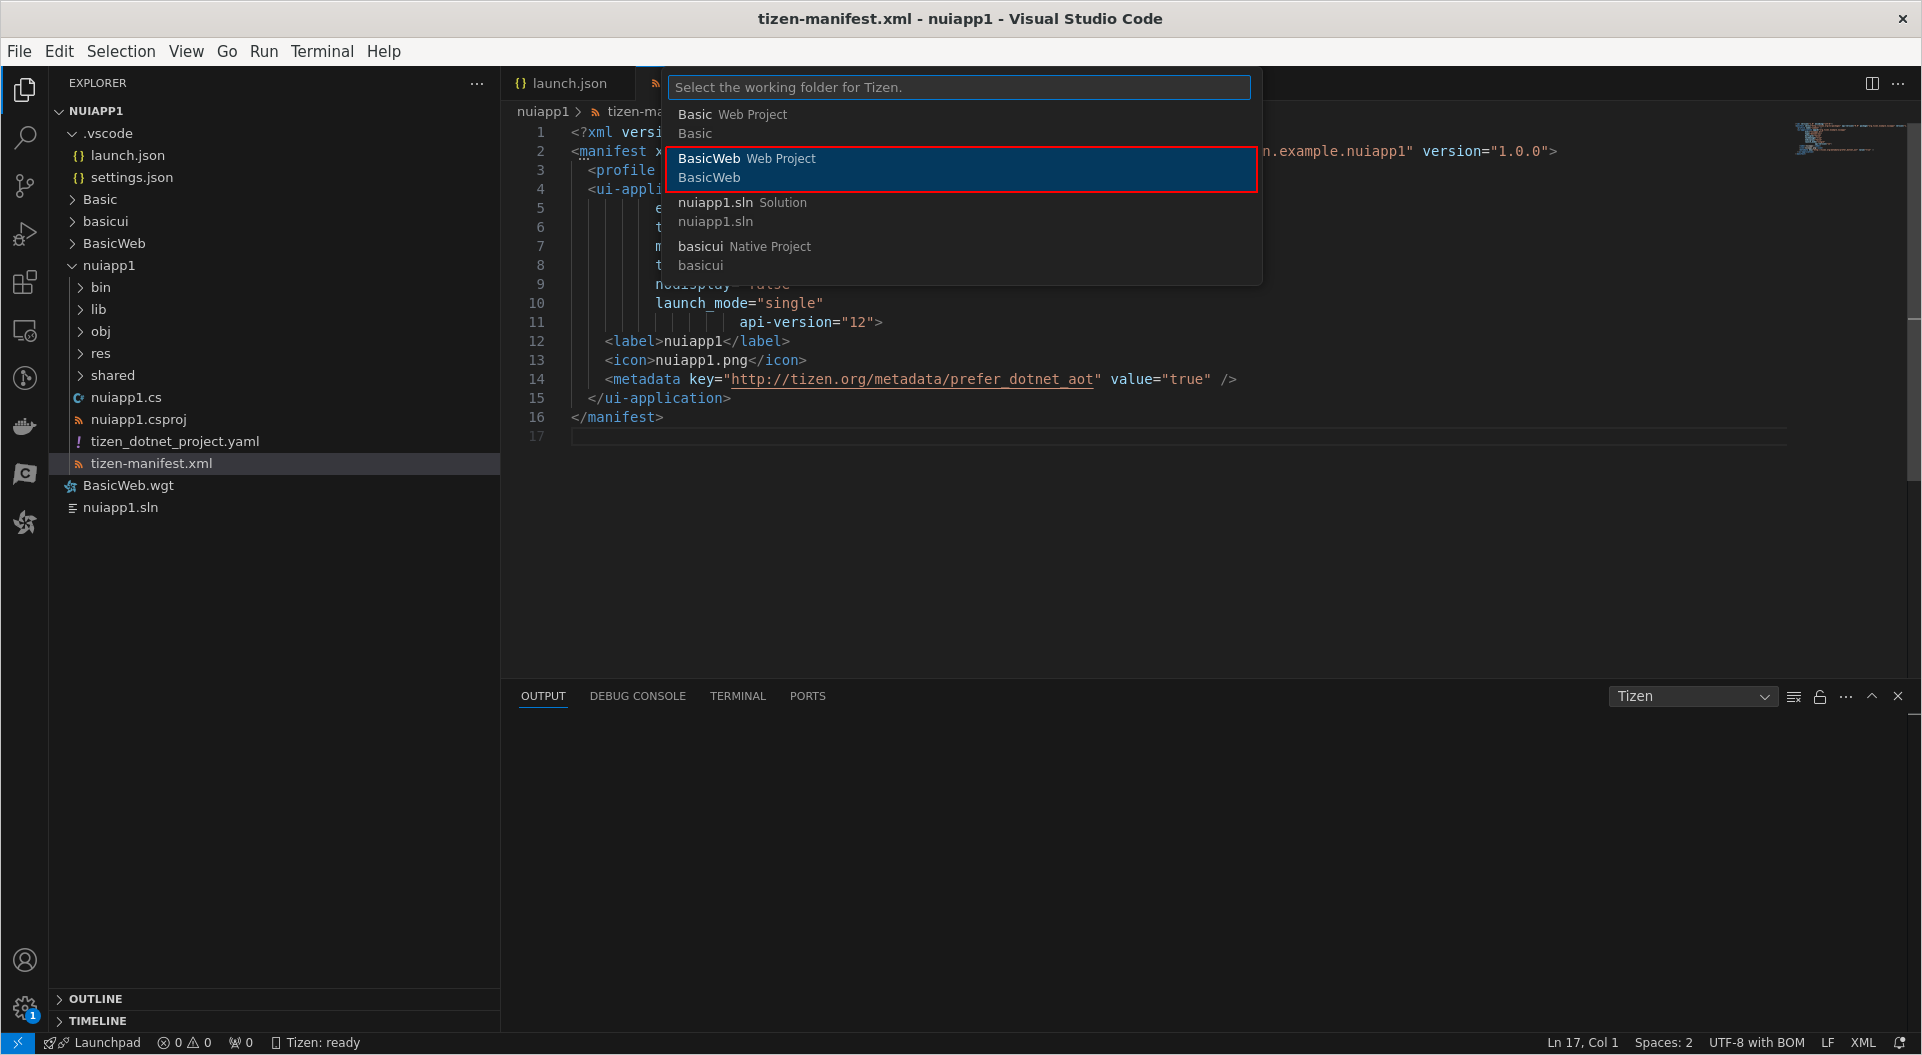 tizen-manifest.xml - nuiapp1 - Visual Studio Code
File Edit Selection View Go Run Terminal Help
EXPLORER
NUIAPP1
.vscode
launch.json
settings.json
Basic
basicui
BasicWeb
nuiapp1
bin
lib
obj
res
shared
nuiapp1.cs
nuiapp1.csproj
tizen_dotnet_project.yaml
tizen-manifest.xml
BasicWeb.wgt
nuiapp1.sln
OUTLINE
TIMELINE
launch.json
nuiapp1 > tizen-ma
Select the working folder for Tizen.
Basic Web Project
Basic
BasicWeb Web Project
BasicWeb
nuiapp1.sln Solution
nuiapp1.sln
basicui Native Project
basicui
1 <?xml versi
2 <manifest x n.example.nuiapp1" version="1.0.0">
3 <profile
4 <ui-appli
5 e
6 t
7 m
8 t
9 nodisplay="false"
10 launch_mode="single"
11 api-version="12">
12 <label>nuiapp1</label>
13 <icon>nuiapp1.png</icon>
14 <metadata key="http://tizen.org/metadata/prefer_dotnet_aot" value="true" />
15 </ui-application>
16 </manifest>
17
OUTPUT DEBUG CONSOLE TERMINAL PORTS
Tizen
1
Launchpad 0 0 0 Tizen: ready
Ln 17, Col 1 Spaces: 2 UTF-8 with BOM LF XML